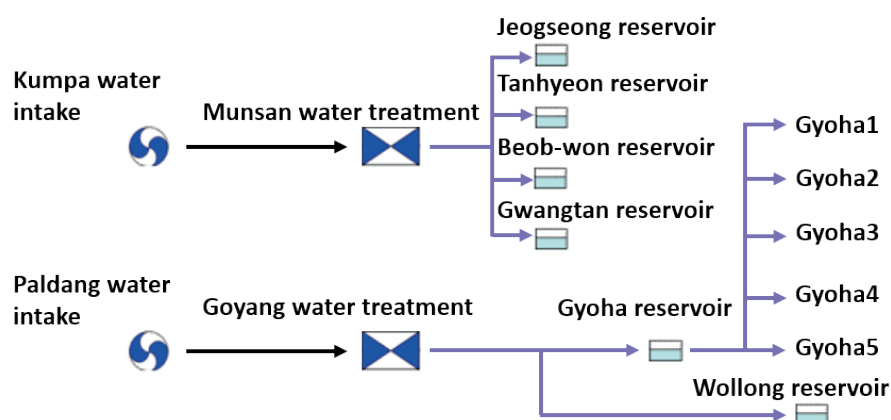 Jeogseong reservoir
Kumpa water
intake
Tanhyeon reservoir
Munsan water treatment
Gyoha1
Beob-won reservoir
Gyoha2
Gwangtan reservoir
Gyoha3
Paldang water
intake
Goyang water treatment
Gyoha reservoir
Gyoha4
Gyoha5
Wollong reservoir